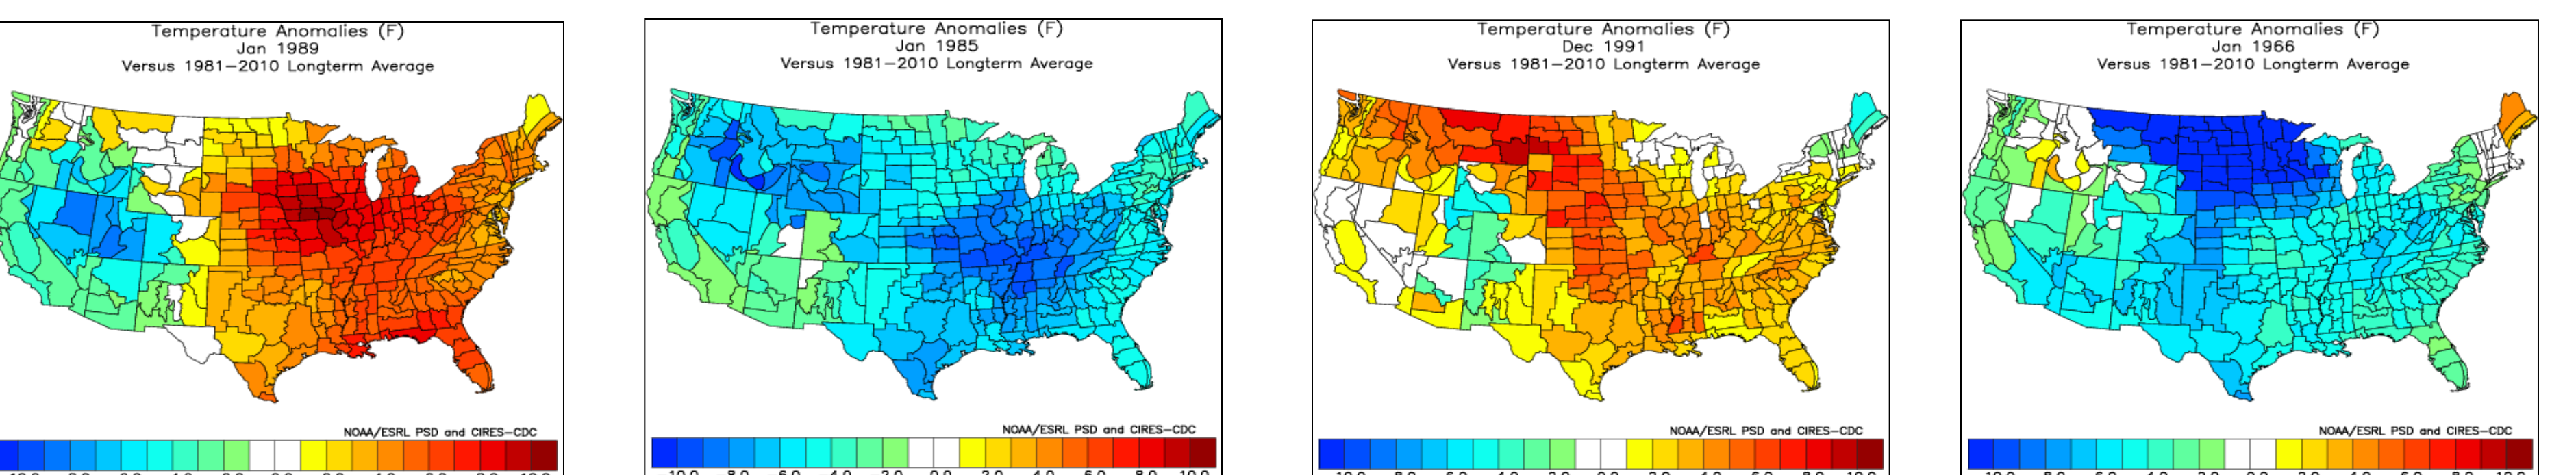 Temperature Anomalies (F)
Jan 1989
Versus 1981–2010 Longterm Average
NOAA/ESRL PSD and CIRES–CDC
Temperature Anomalies (F)
Jan 1985
Versus 1981–2010 Longterm Average
NOAA/ESRL PSD and CIRES–CDC
Temperature Anomalies (F)
Dec 1991
Versus 1981–2010 Longterm Average
NOAA/ESRL PSD and CIRES–CDC
Temperature Anomalies (F)
Jan 1966
Versus 1981–2010 Longterm Average
NOAA/ESRL PSD and CIRES–CDC